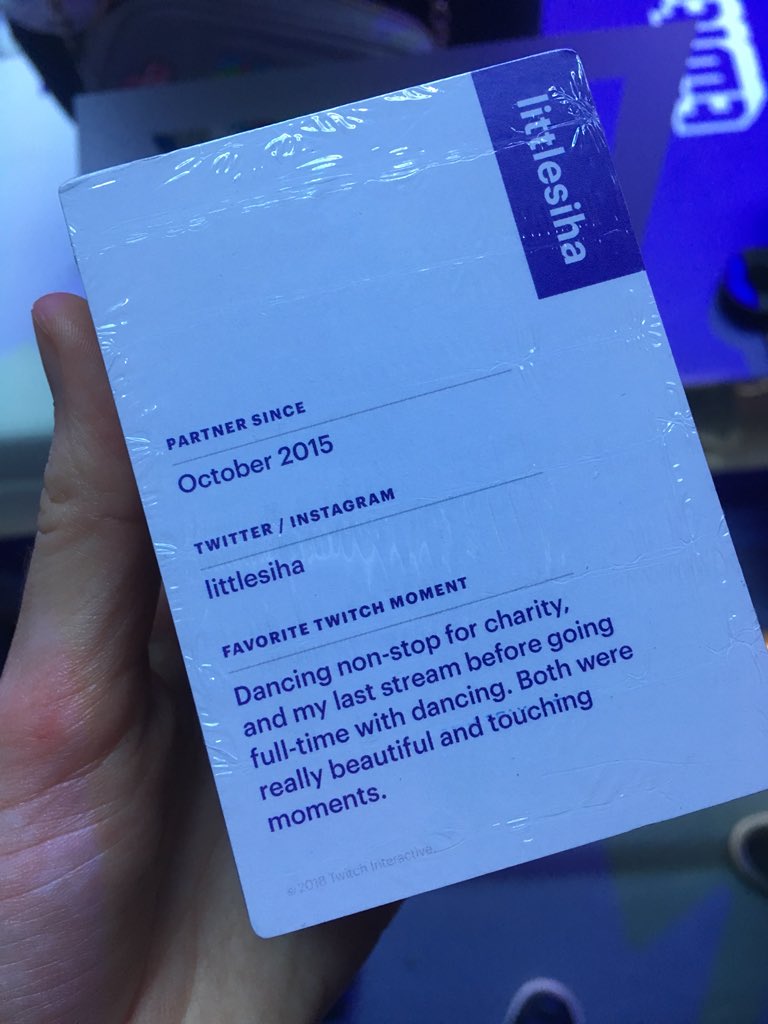 littlesiha
PARTNER SINCE
October 2015
TWITTER / INSTAGRAM
littlesiha
FAVORITE TWITCH MOMENT
Dancing non-stop for charity,
and my last stream before going
full-time with dancing. Both were
really beautiful and touching
moments.
©2018 Twitch Interactive.